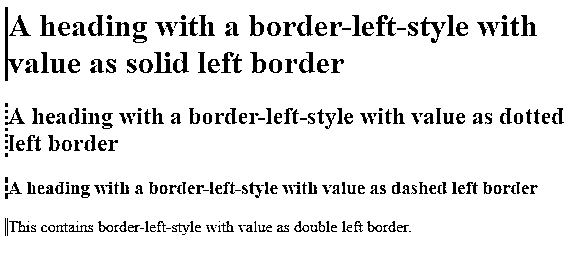 A heading with a border-left-style with
value as solid left border
A heading with a border-left-style with value as dotted
left border
A heading with a border-left-style with value as dashed left border
This contains border-left-style with value as double left border.